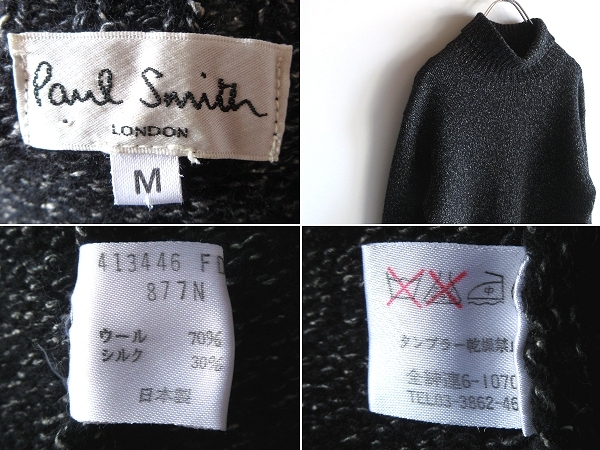 Paul Smith
LONDON
M
413446 FD
877N
ウール 70%
シルク 30%
日本製
タンブラー乾燥禁止
全諦連6-1070
TEL03-3862-46